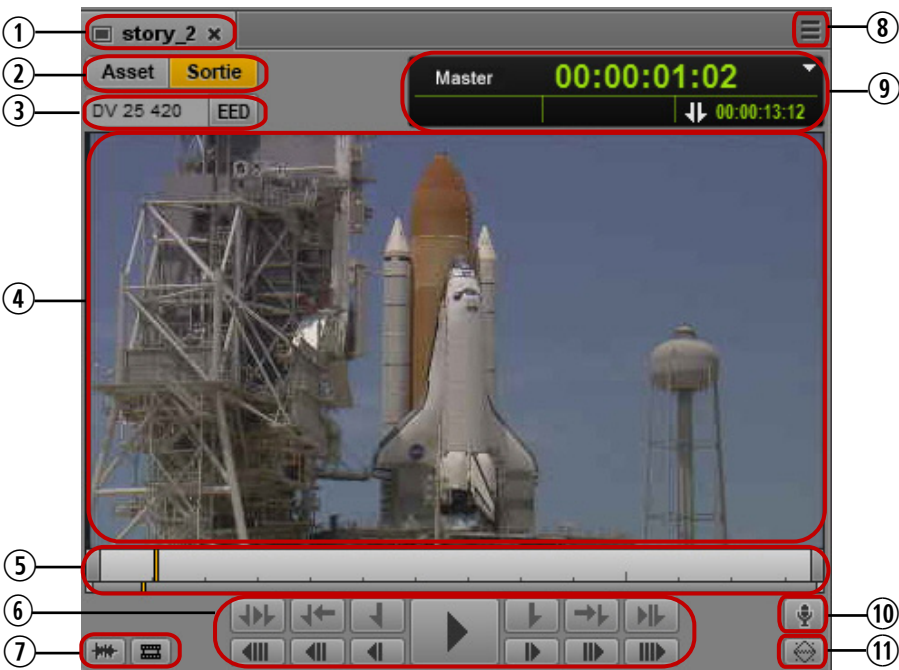 1 story_2 × 8
2 Asset Sortie
Master 00:00:01:02 9
3 DV 25 420 EED
00:00:13:12
4
5
6
10
7
11